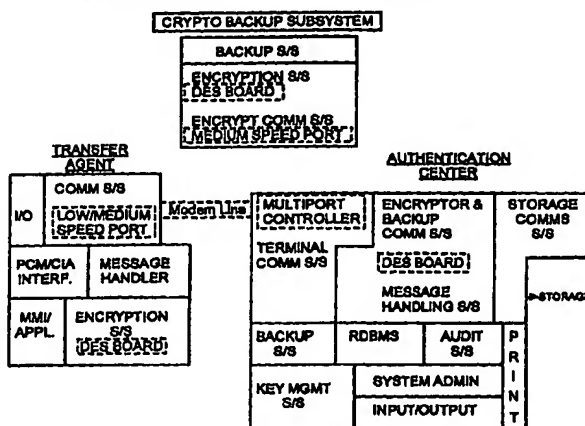 CRYPTO BACKUP SUBSYSTEM
BACKUP S/S
ENCRYPTION S/S
DES BOARD
ENCRYPT COMM S/S
MEDIUM SPEED PORT
TRANSFER
AGENT
I/O
COMM S/S
LOW/MEDIUM
SPEED PORT
PCM/CIA
INTERF.
MESSAGE
HANDLER
MMI/
APPL.
ENCRYPTION
S/S
DES BOARD
Modem Line
AUTHENTICATION
CENTER
MULTIPORT
CONTROLLER
TERMINAL
COMM S/S
ENCRYPTOR &
BACKUP
COMM S/S
DES BOARD
MESSAGE
HANDLING S/S
STORAGE
COMMS
S/S
STORAGE
BACKUP
S/S
RDBMS
AUDIT
S/S
KEY MGMT
S/S
SYSTEM ADMIN
INPUT/OUTPUT
PRINT